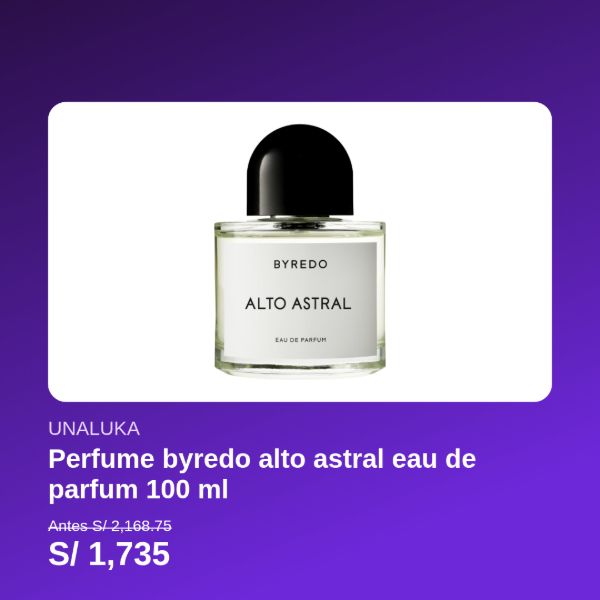 BYREDO
ALTO ASTRAL
EAU DE PARFUM
UNALUKA
Perfume byredo alto astral eau de
parfum 100 ml
Antes S/ 2,168.75
S/ 1,735